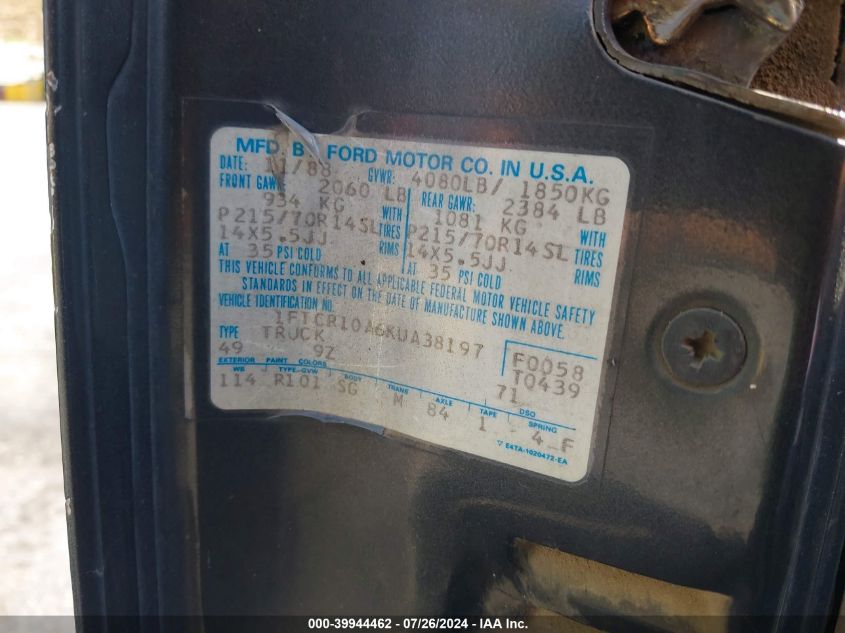 MFD. B FORD MOTOR CO. IN U.S.A.
DATE: 11/88 GVWR: 4080LB/ 1850KG
FRONT GAWR: 2060 LB REAR GAWR: 2384 LB
934 KG WITH 1081 KG WITH
P215/70R14SL TIRES P215/70R14SL TIRES
14X5.5JJ RIMS 14X5.5JJ RIMS
AT 35 PSI COLD AT 35 PSI COLD
THIS VEHICLE CONFORMS TO ALL APPLICABLE FEDERAL MOTOR VEHICLE SAFETY
STANDARDS IN EFFECT ON THE DATE OF MANUFACTURE SHOWN ABOVE.
VEHICLE IDENTIFICATION NO.
1FTCR10A6KUA38197
TYPE TRUCK F0058
49 9Z T0439
EXTERIOR PAINT COLORS 71 DSO
WB TYPE-GVW BODY TRANS AXLE TAPE SPRING
114 R101 SG M 84 1 4 F
▽ E4TA-1020472-EA
000-39944462 - 07/26/2024 - © IAA, Inc.